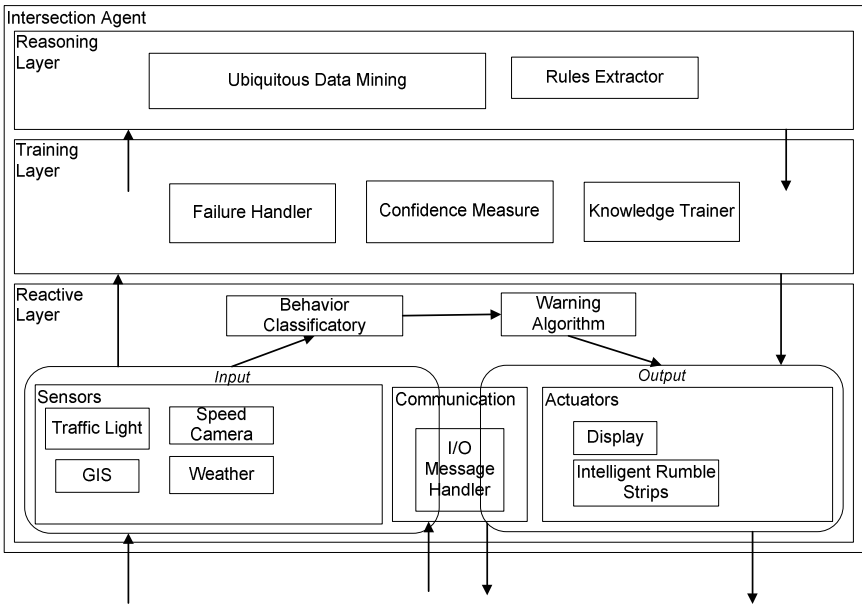 Intersection Agent
Reasoning
Layer
Ubiquitous Data Mining
Rules Extractor
Training
Layer
Failure Handler
Confidence Measure
Knowledge Trainer
Reactive
Layer
Behavior
Classificatory
Warning
Algorithm
Input
Output
Sensors
Traffic Light
Speed
Camera
GIS
Weather
Communication
I/O
Message
Handler
Actuators
Display
Intelligent Rumble
Strips